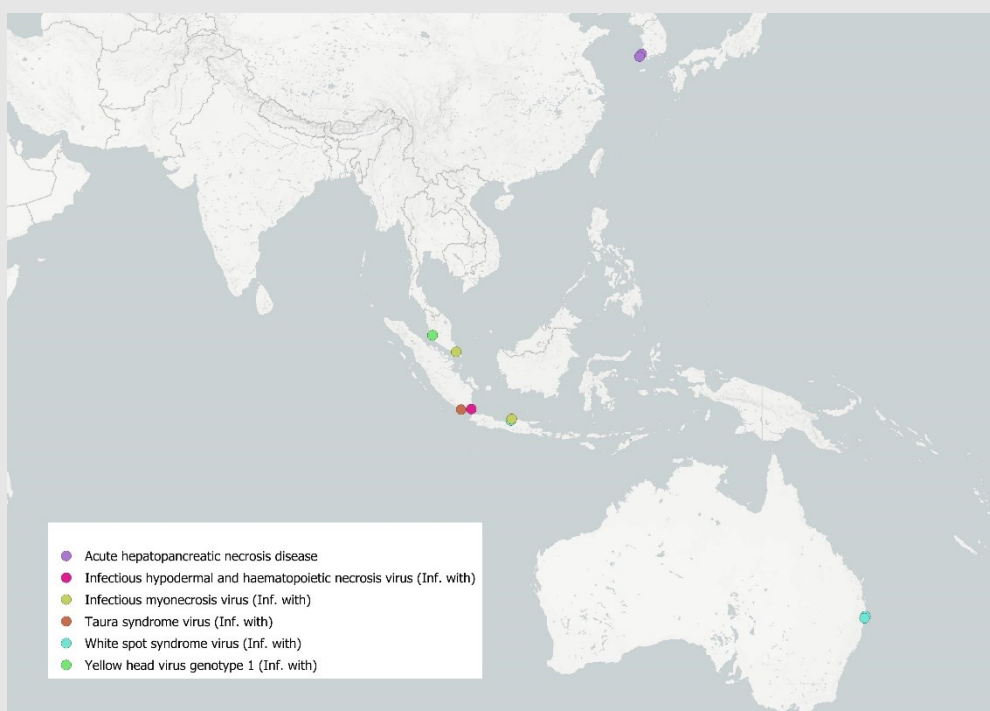 Acute hepatopancreatic necrosis disease
Infectious hypodermal and haematopoietic necrosis virus (Inf. with)
Infectious myonecrosis virus (Inf. with)
Taura syndrome virus (Inf. with)
White spot syndrome virus (Inf. with)
Yellow head virus genotype 1 (Inf. with)